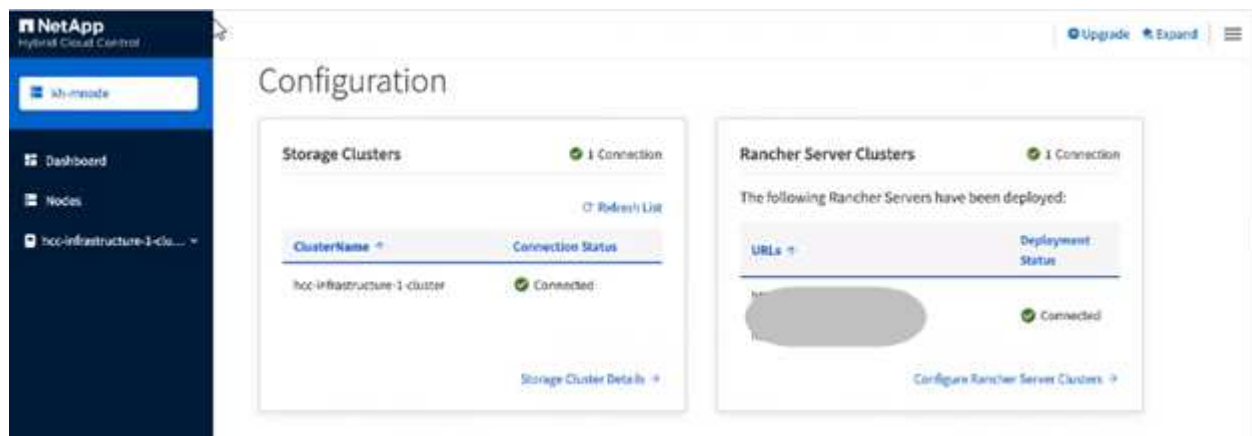 NetApp
Hybrid Cloud Control
Upgrade
Expand
kh-mnode
Configuration
Dashboard
Nodes
hcc-infrastructure-1-clu...
Storage Clusters
1 Connection
Refresh List
ClusterName
Connection Status
hcc-infrastructure-1-cluster
Connected
Storage Cluster Details
Rancher Server Clusters
1 Connection
The following Rancher Servers have been deployed:
URLs
Deployment
Status
Connected
Configure Rancher Server Clusters